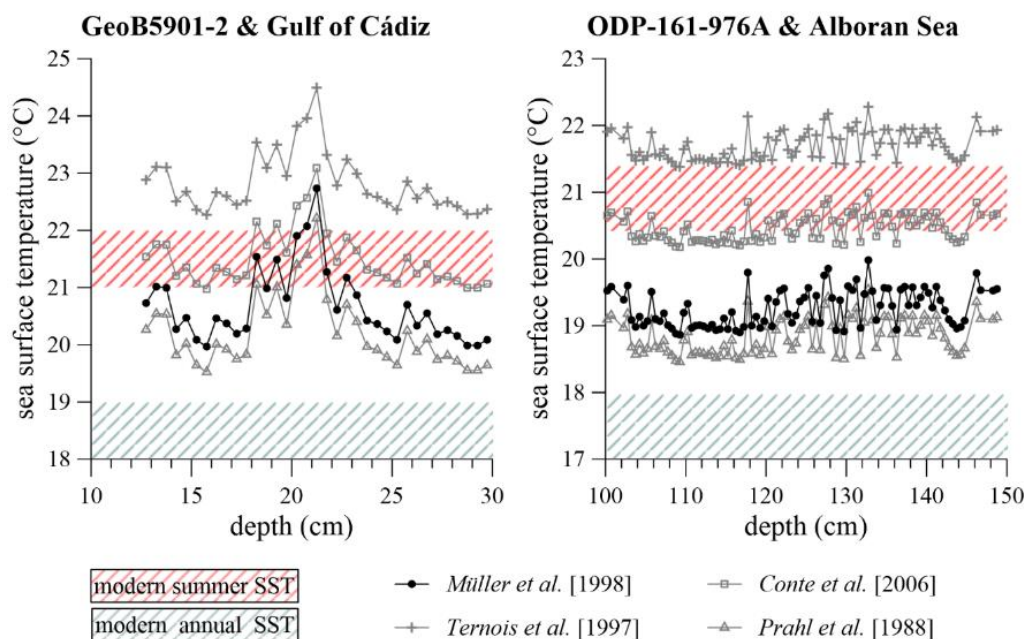 GeoB5901-2 & Gulf of Cádiz
ODP-161-976A & Alboran Sea
sea surface temperature (°C)
25
24
23
22
21
20
19
18
10
15
20
25
30
depth (cm)
sea surface temperature (°C)
23
22
21
20
19
18
17
100
110
120
130
140
150
depth (cm)
modern summer SST
modern annual SST
Müller et al. [1998]
Ternois et al. [1997]
Conte et al. [2006]
Prahl et al. [1988]